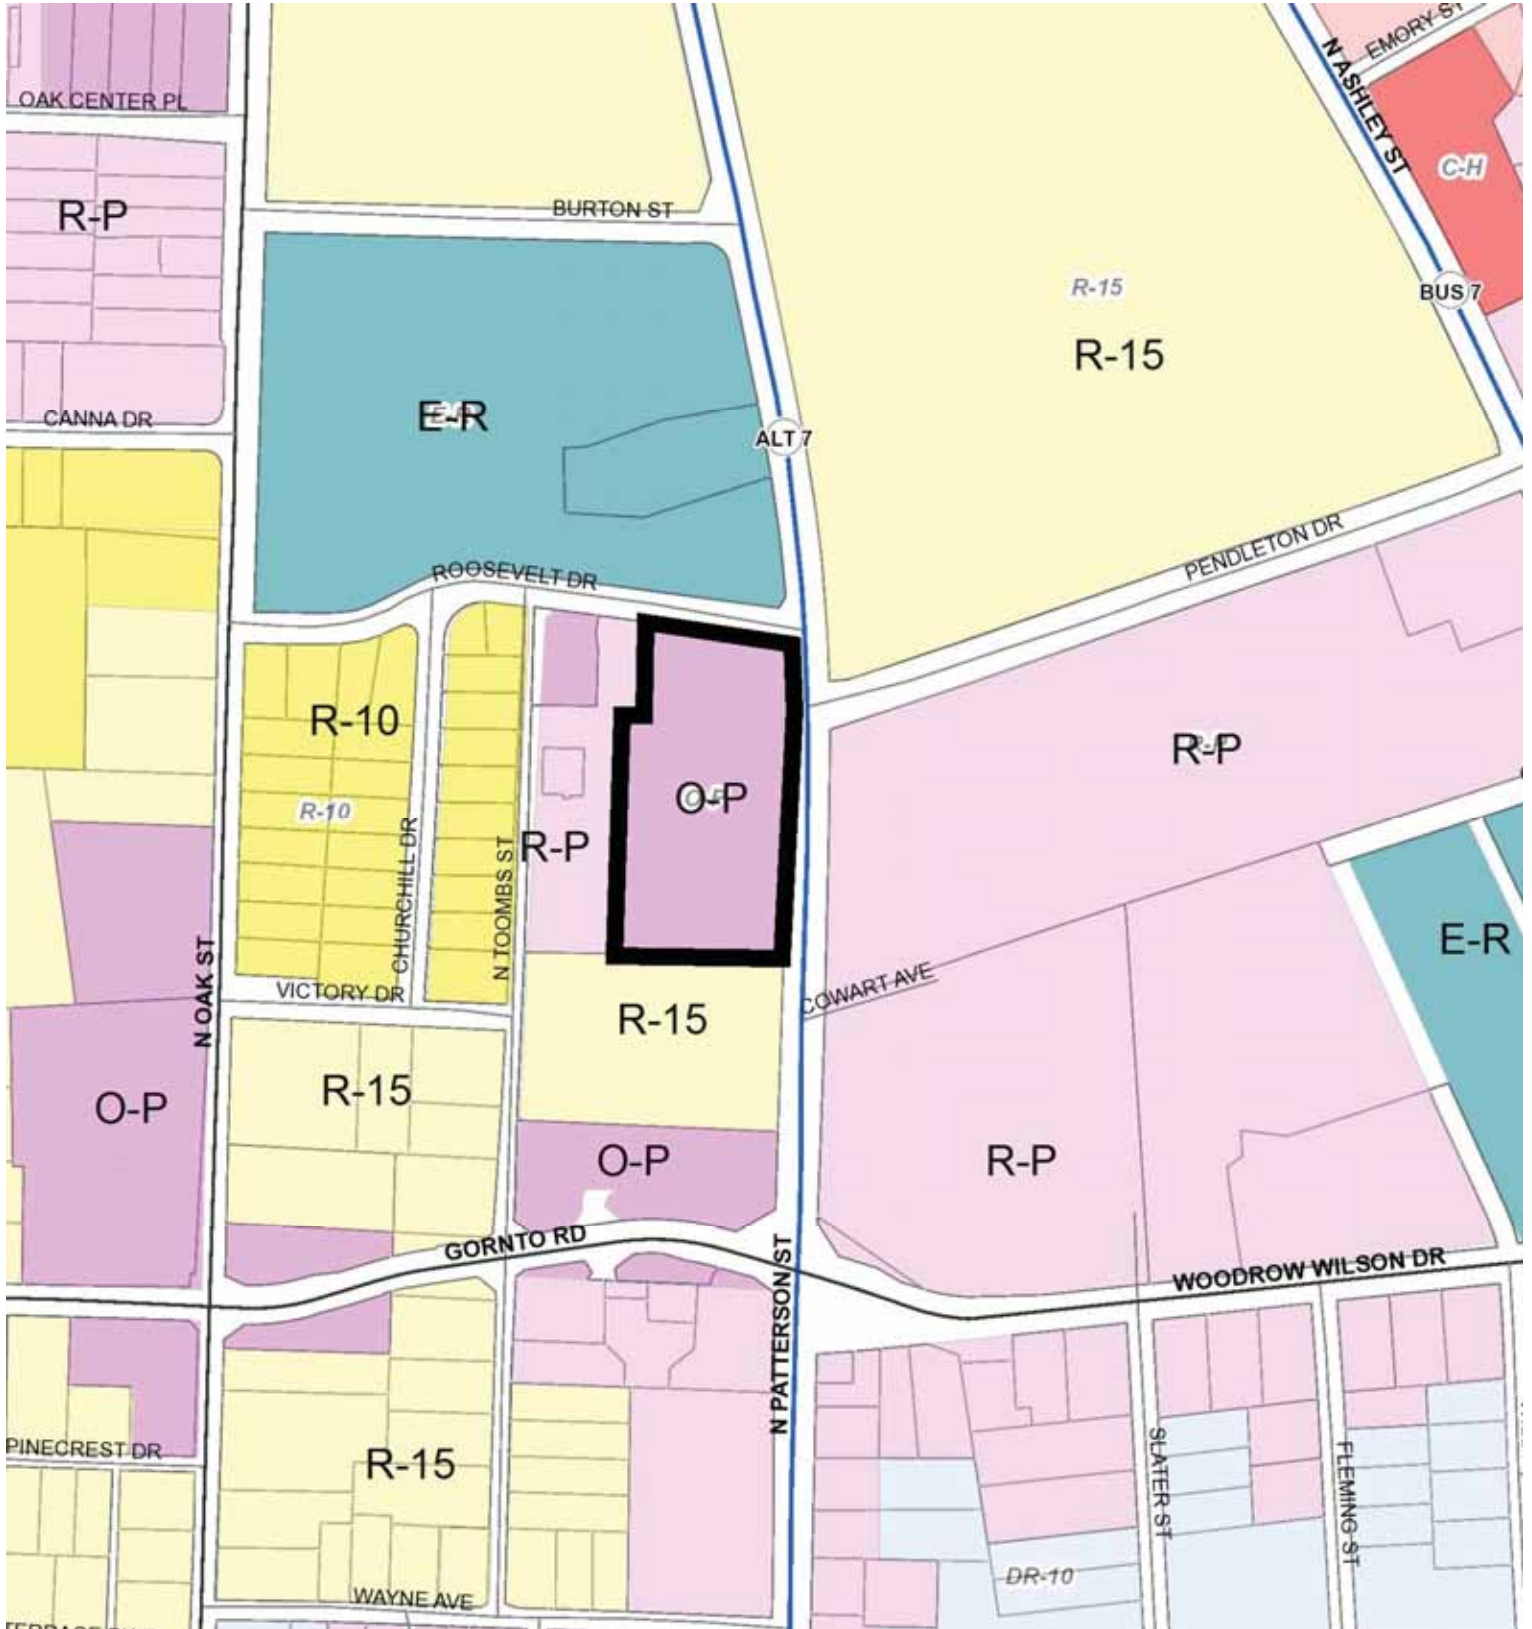 EMORY ST
N ASHLEY ST
OAK CENTER PL
C-H
R-P
BURTON ST
R-15
BUS 7
R-15
CANNA DR
E-R
ALT 7
PENDLETON DR
ROOSEVELT DR
R-10
R-P
O-P
R-10
R-P
CHURCHILL DR
N TOOMBS ST
E-R
N OAK ST
VICTORY DR
COWART AVE
R-15
R-15
O-P
O-P
R-P
GORNTO RD
WOODROW WILSON DR
N PATTERSON ST
PINECREST DR
R-15
SLATER ST
FLEMING ST
DR-10
WAYNE AVE